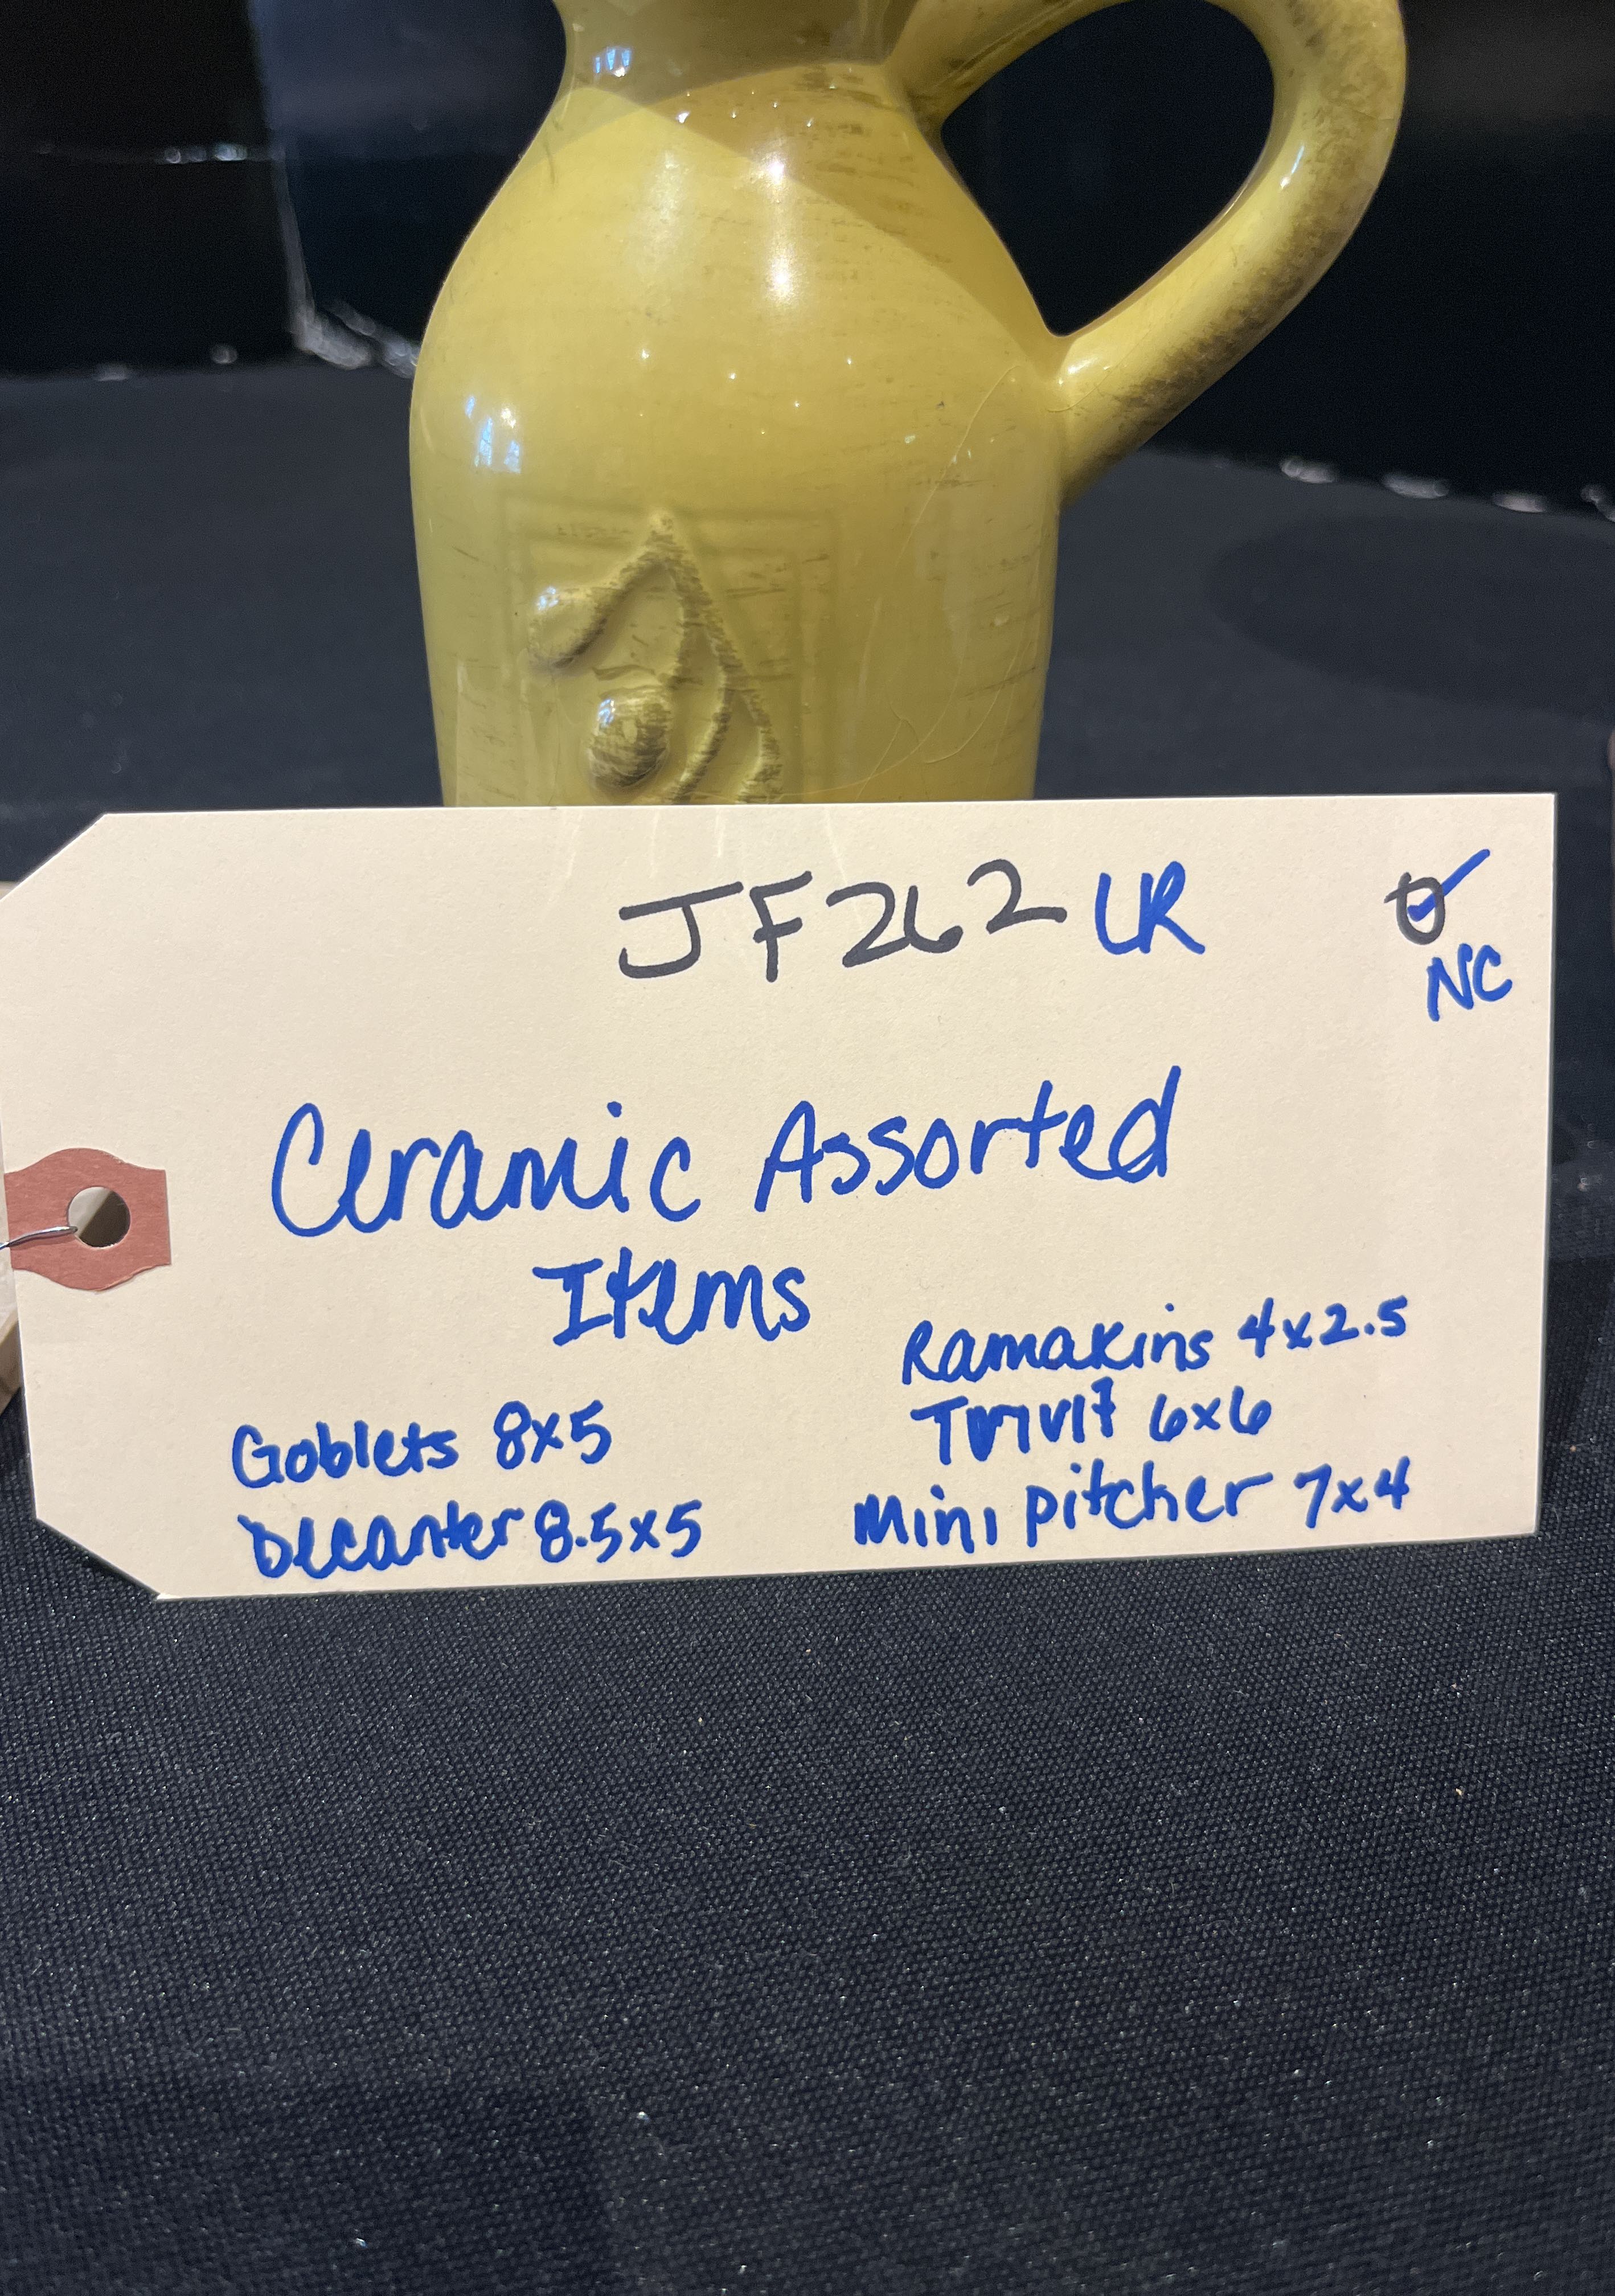 JF262 LR
NC
Ceramic Assorted
Items
Ramakins 4x2.5
Trivit 6x6
Mini pitcher 7x4
Goblets 8x5
Decanter 8.5x5